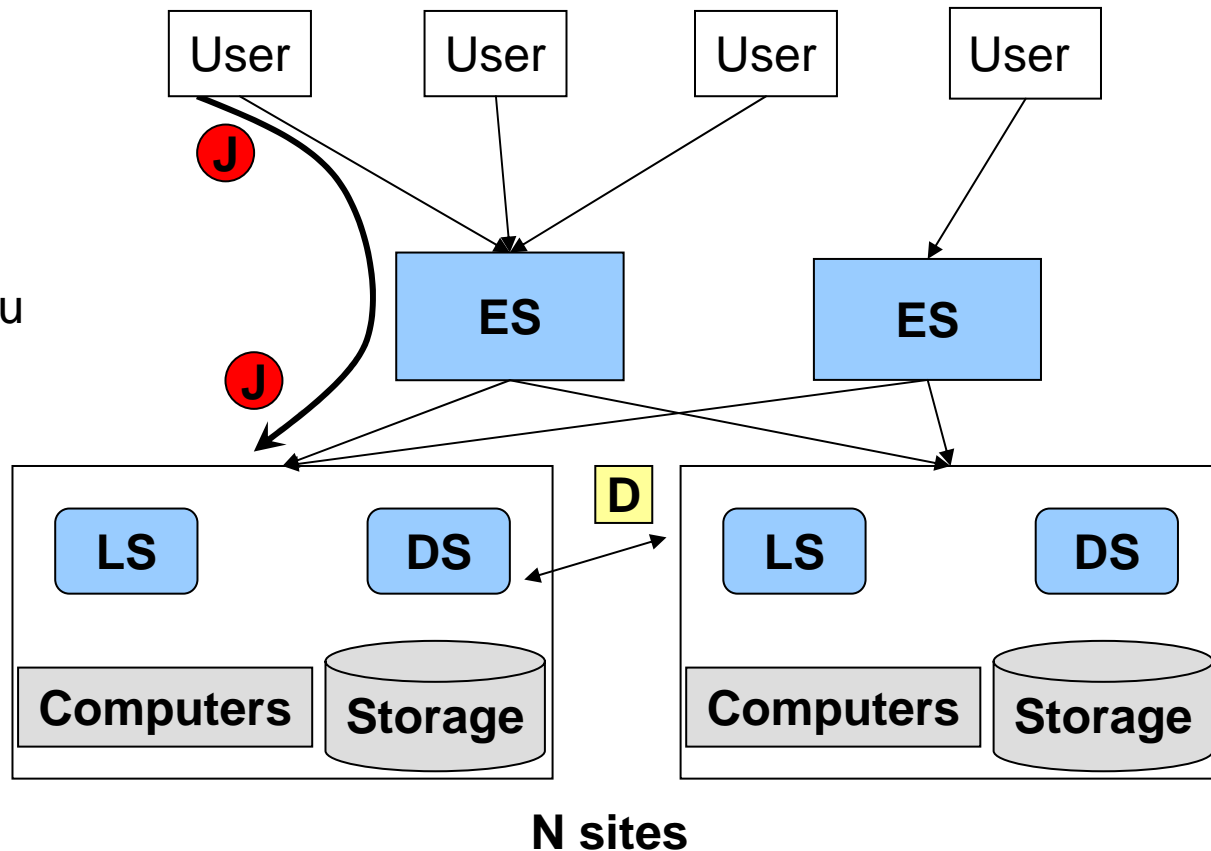 User
User
User
User
J
ES
ES
u
J
D
LS
DS
LS
DS
Computers
Storage
Computers
Storage
N sites